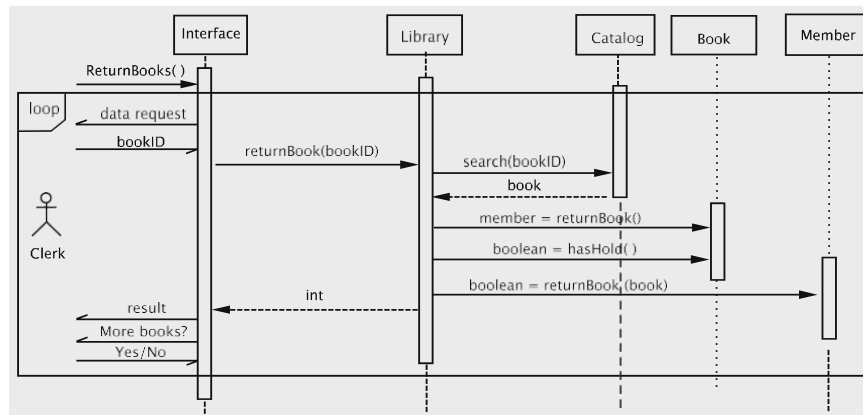 Interface
Library
Catalog
Book
Member
ReturnBooks( )
loop
data request
bookID
returnBook(bookID)
search(bookID)
book
member = returnBook()
boolean = hasHold( )
Clerk
boolean = returnBook (book)
int
result
More books?
Yes/No